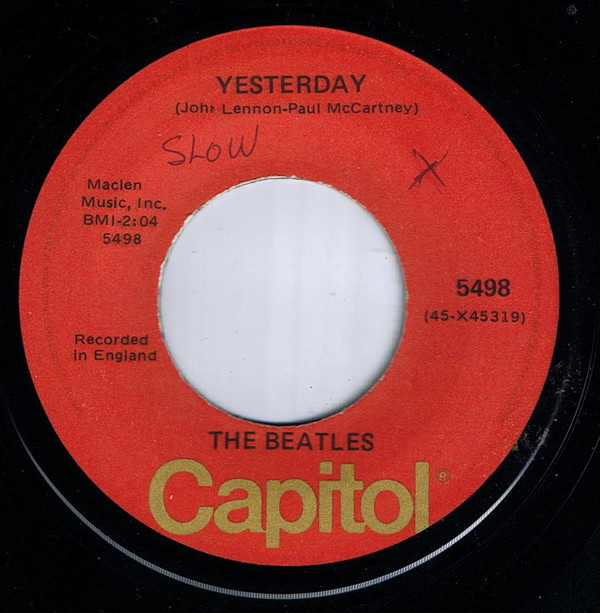 YESTERDAY
(John Lennon-Paul McCartney)
SLOW
X
Maclen
Music, Inc.
BMI-2:04
5498
5498
(45-X45319)
Recorded
In England
THE BEATLES
Capitol®